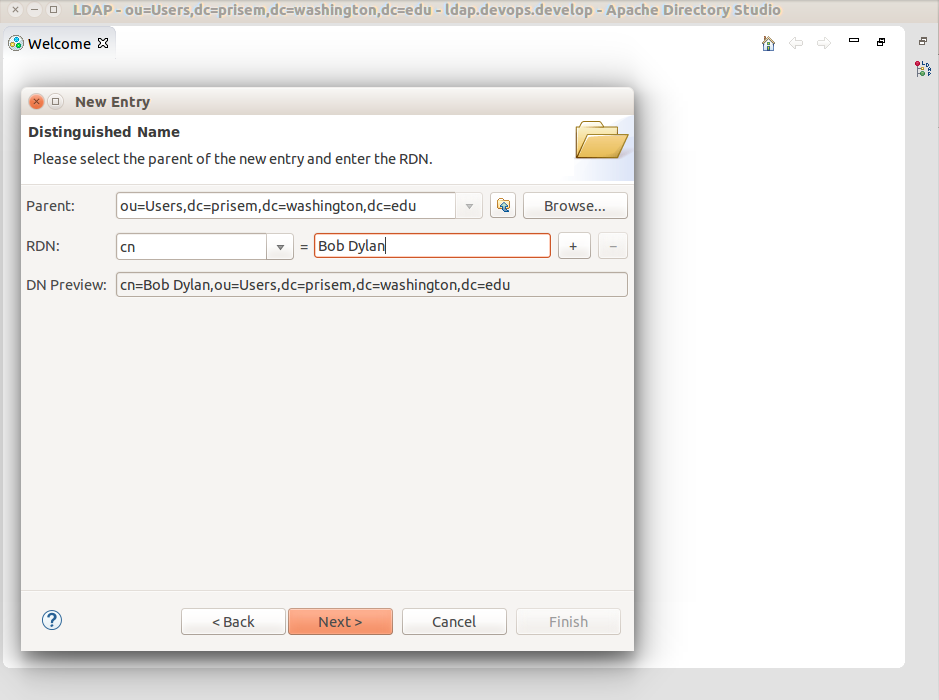 LDAP - ou=Users,dc=prisem,dc=washington,dc=edu - ldap.devops.develop - Apache Directory Studio
Welcome
New Entry
Distinguished Name
Please select the parent of the new entry and enter the RDN.
Parent: ou=Users,dc=prisem,dc=washington,dc=edu Browse...
RDN: cn = Bob Dylan + -
DN Preview: cn=Bob Dylan,ou=Users,dc=prisem,dc=washington,dc=edu
? < Back Next > Cancel Finish